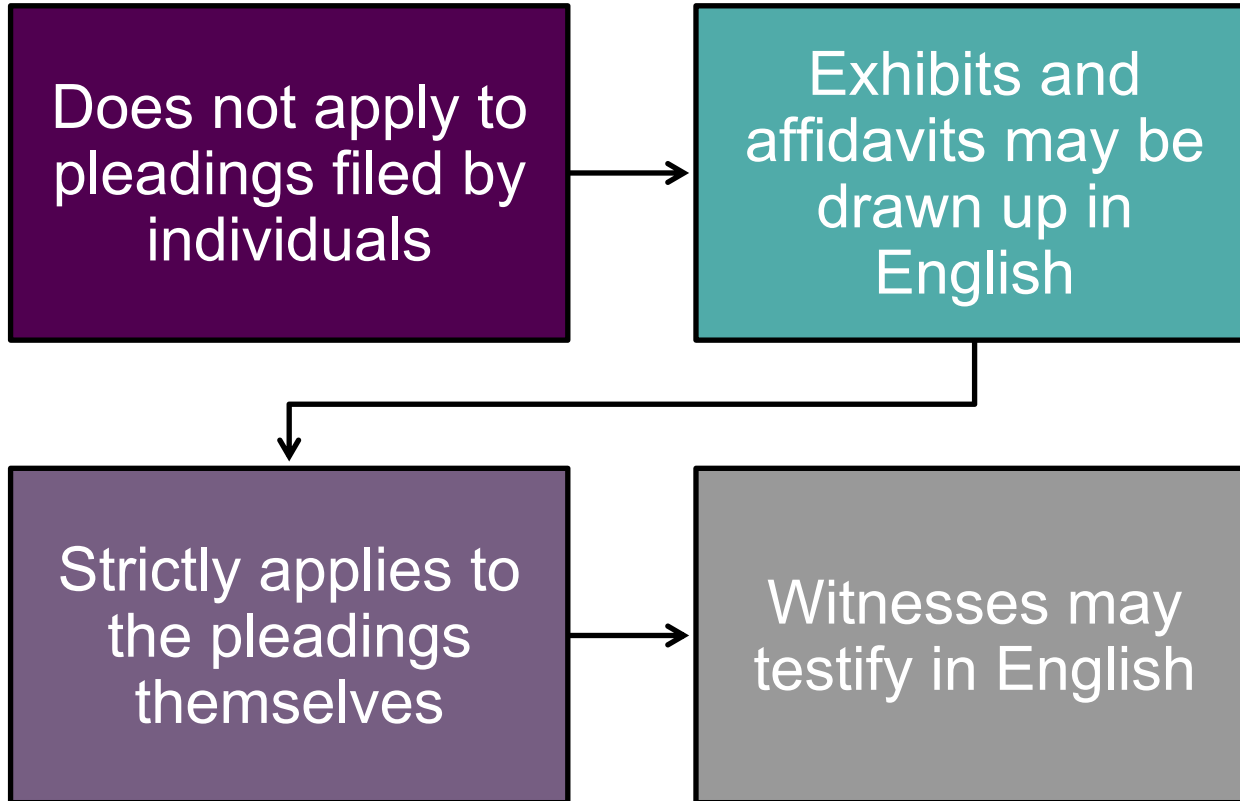 Does not apply to
pleadings filed by
individuals
Exhibits and
affidavits may be
drawn up in
English
Strictly applies to
the pleadings
themselves
Witnesses may
testify in English